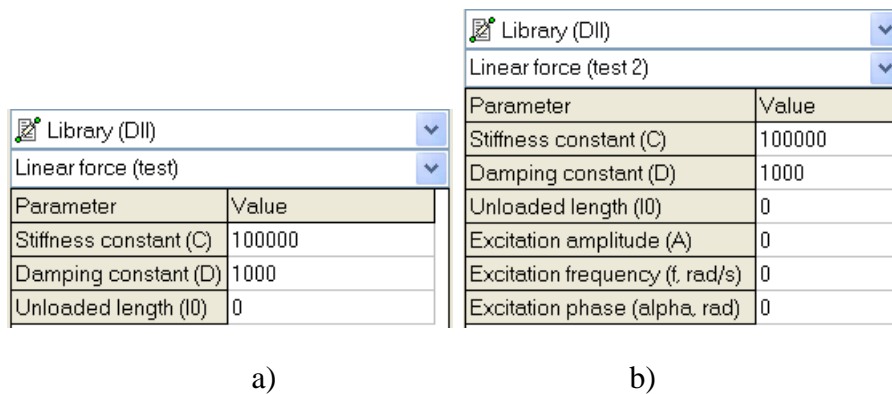 Library (Dll)
Linear force (test)
Parameter Value
Stiffness constant (C) 100000
Damping constant (D) 1000
Unloaded length (l0) 0
a)
Library (Dll)
Linear force (test 2)
Parameter Value
Stiffness constant (C) 100000
Damping constant (D) 1000
Unloaded length (l0) 0
Excitation amplitude (A) 0
Excitation frequency (f, rad/s) 0
Excitation phase (alpha, rad) 0
b)